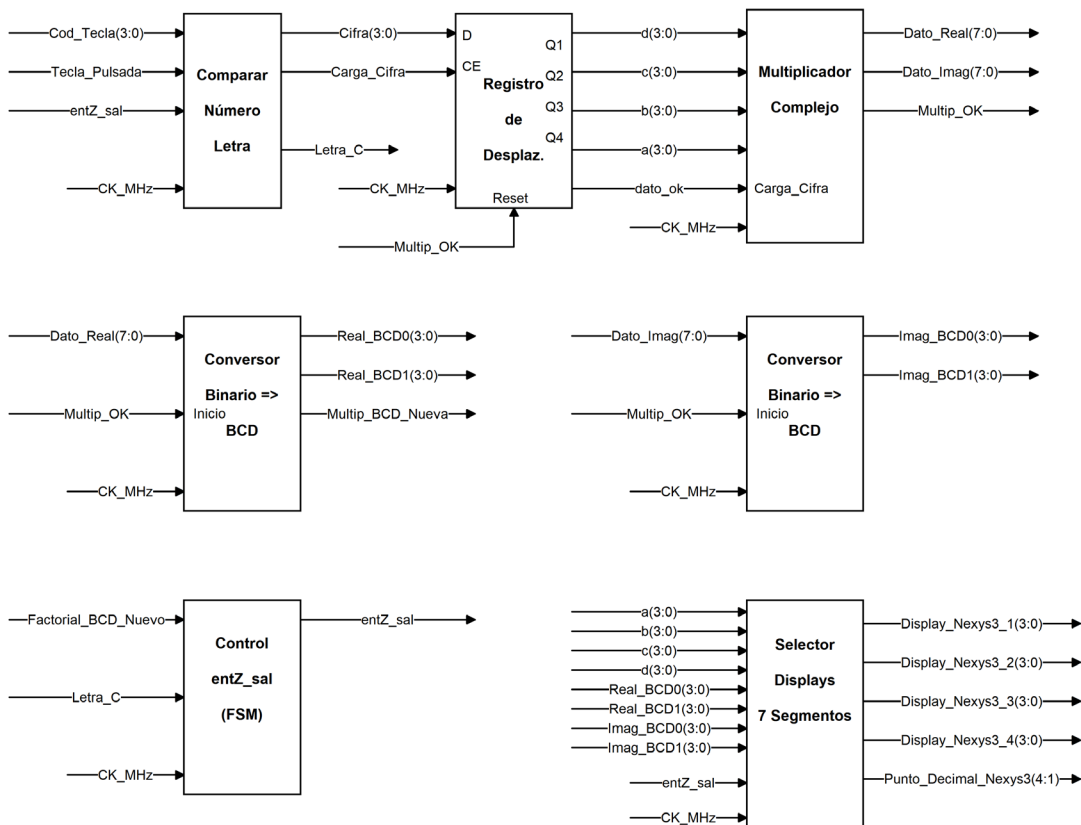 Cod_Tecla(3:0)
Tecla_Pulsada
entZ_sal
CK_MHz
Comparar
Número
Letra
Cifra(3:0)
Carga_Cifra
Letra_C
CK_MHz
Multip_OK
D
CE
Registro
de
Desplaz.
Q1
Q2
Q3
Q4
Reset
d(3:0)
c(3:0)
b(3:0)
a(3:0)
dato_ok
CK_MHz
Multiplicador
Complejo
Carga_Cifra
Dato_Real(7:0)
Dato_Imag(7:0)
Multip_OK
Dato_Real(7:0)
Multip_OK
CK_MHz
Conversor
Binario =>
Inicio
BCD
Real_BCD0(3:0)
Real_BCD1(3:0)
Multip_BCD_Nueva
Dato_Imag(7:0)
Multip_OK
CK_MHz
Conversor
Binario =>
Inicio
BCD
Imag_BCD0(3:0)
Imag_BCD1(3:0)
Factorial_BCD_Nuevo
Letra_C
CK_MHz
Control
entZ_sal
(FSM)
entZ_sal
a(3:0)
b(3:0)
c(3:0)
d(3:0)
Real_BCD0(3:0)
Real_BCD1(3:0)
Imag_BCD0(3:0)
Imag_BCD1(3:0)
entZ_sal
CK_MHz
Selector
Displays
7 Segmentos
Display_Nexys3_1(3:0)
Display_Nexys3_2(3:0)
Display_Nexys3_3(3:0)
Display_Nexys3_4(3:0)
Punto_Decimal_Nexys3(4:1)